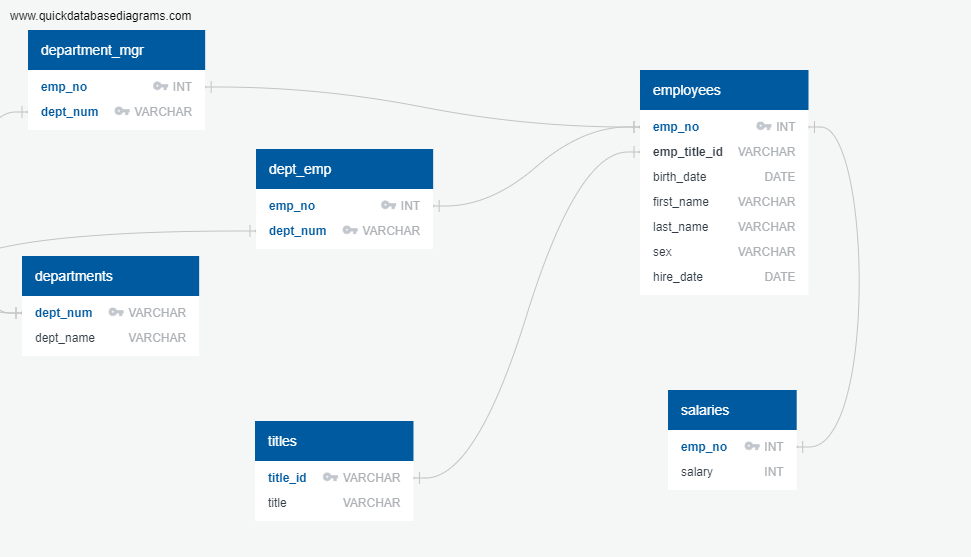 www.quickdatabasediagrams.com
department_mgr
emp_no INT
dept_num VARCHAR
employees
emp_no INT
emp_title_id VARCHAR
birth_date DATE
first_name VARCHAR
last_name VARCHAR
sex VARCHAR
hire_date DATE
dept_emp
emp_no INT
dept_num VARCHAR
departments
dept_num VARCHAR
dept_name VARCHAR
titles
title_id VARCHAR
title VARCHAR
salaries
emp_no INT
salary INT